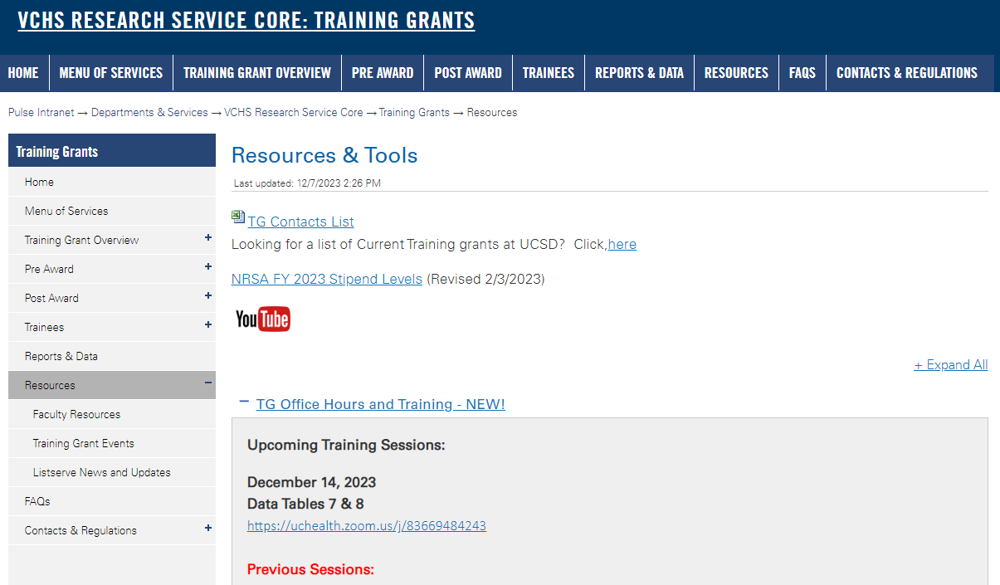 VCHS RESEARCH SERVICE CORE: TRAINING GRANTS
HOME MENU OF SERVICES TRAINING GRANT OVERVIEW PRE AWARD POST AWARD TRAINEES REPORTS & DATA RESOURCES FAQS CONTACTS & REGULATIONS
Pulse Intranet → Departments & Services → VCHS Research Service Core → Training Grants → Resources
Training Grants
Home
Menu of Services
Training Grant Overview +
Pre Award +
Post Award +
Trainees +
Reports & Data
Resources −
Faculty Resources
Training Grant Events
Listserve News and Updates
FAQs
Contacts & Regulations +
Resources & Tools
Last updated: 12/7/2023 2:26 PM
TG Contacts List
Looking for a list of Current Training grants at UCSD? Click,here
NRSA FY 2023 Stipend Levels (Revised 2/3/2023)
YouTube
+ Expand All
− TG Office Hours and Training - NEW!
Upcoming Training Sessions:
December 14, 2023
Data Tables 7 & 8
https://uchealth.zoom.us/j/83669484243
Previous Sessions: